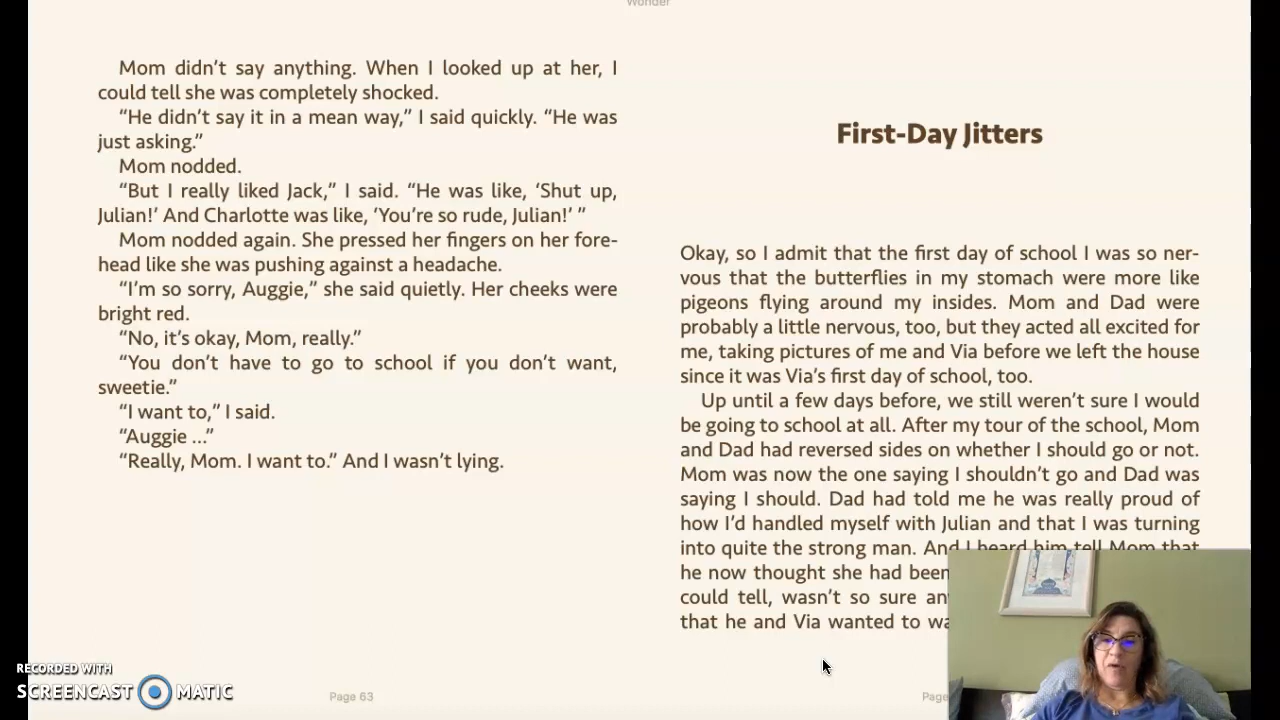 Wonder
Mom didn’t say anything. When I looked up at her, I
could tell she was completely shocked.
“He didn’t say it in a mean way,” I said quickly. “He was
just asking.”
Mom nodded.
“But I really liked Jack,” I said. “He was like, ‘Shut up,
Julian!’ And Charlotte was like, ‘You’re so rude, Julian!’ ”
Mom nodded again. She pressed her fingers on her fore-
head like she was pushing against a headache.
“I’m so sorry, Auggie,” she said quietly. Her cheeks were
bright red.
“No, it’s okay, Mom, really.”
“You don’t have to go to school if you don’t want,
sweetie.”
“I want to,” I said.
“Auggie ...”
“Really, Mom. I want to.” And I wasn’t lying.
Page 63
First-Day Jitters
Okay, so I admit that the first day of school I was so ner-
vous that the butterflies in my stomach were more like
pigeons flying around my insides. Mom and Dad were
probably a little nervous, too, but they acted all excited for
me, taking pictures of me and Via before we left the house
since it was Via’s first day of school, too.
Up until a few days before, we still weren’t sure I would
be going to school at all. After my tour of the school, Mom
and Dad had reversed sides on whether I should go or not.
Mom was now the one saying I shouldn’t go and Dad was
saying I should. Dad had told me he was really proud of
how I’d handled myself with Julian and that I was turning
into quite the strong man. And I heard him tell Mom that
he now thought she had been
could tell, wasn’t so sure
that he and Via wanted to
RECORDED WITH
SCREENCAST MATIC